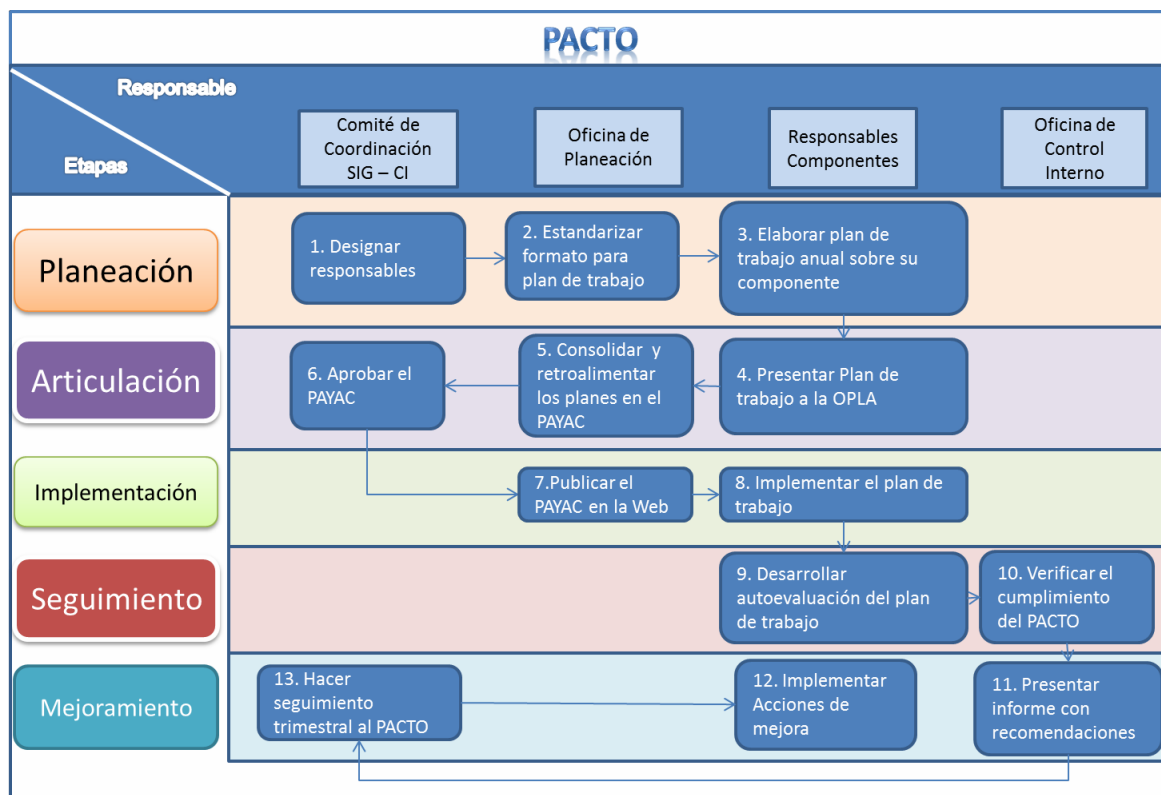 PACTO
Responsable
Etapas
Comité de
Coordinación
SIG – CI
Oficina de
Planeación
Responsables
Componentes
Oficina de
Control
Interno
Planeación
1. Designar
responsables
2. Estandarizar
formato para
plan de trabajo
3. Elaborar plan de
trabajo anual sobre su
componente
Articulación
6. Aprobar el
PAYAC
5. Consolidar y
retroalimentar
los planes en el
PAYAC
4. Presentar Plan de
trabajo a la OPLA
Implementación
7.Publicar el
PAYAC en la Web
8. Implementar el plan de
trabajo
Seguimiento
9. Desarrollar
autoevaluación del plan
de trabajo
10. Verificar el
cumplimiento
del PACTO
Mejoramiento
13. Hacer
seguimiento
trimestral al PACTO
12. Implementar
Acciones de
mejora
11. Presentar
informe con
recomendaciones